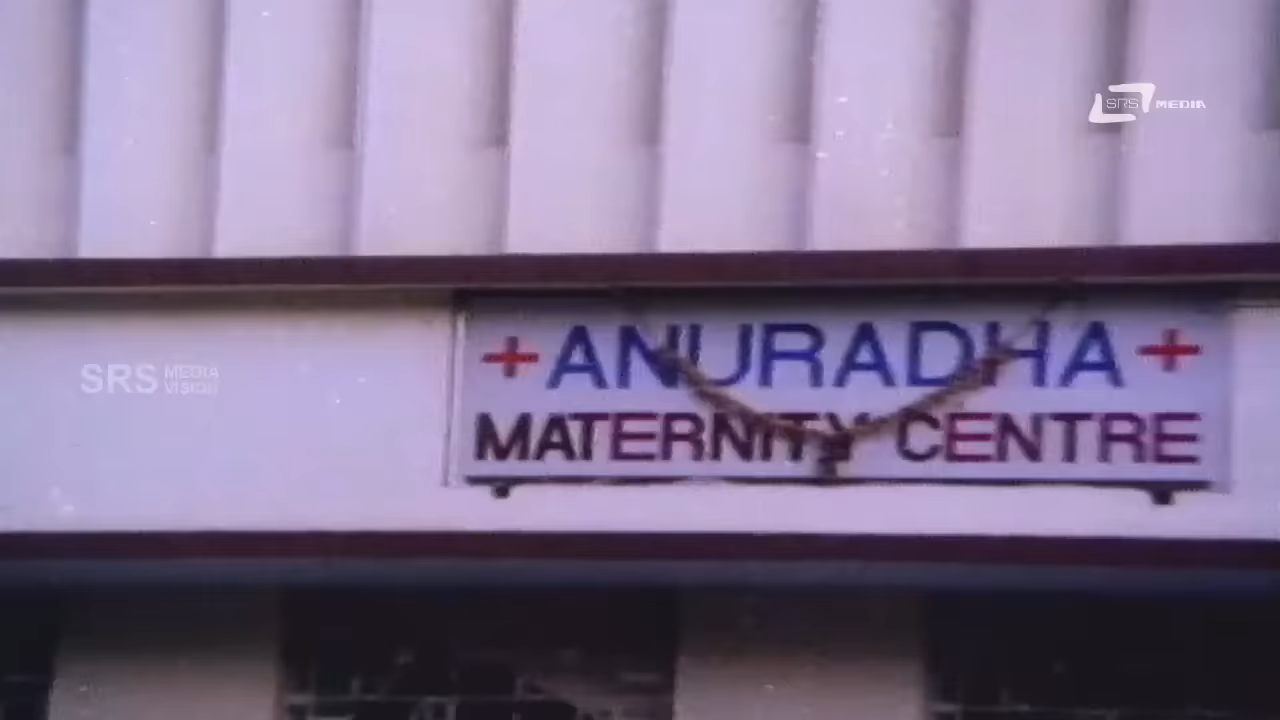 SRS MEDIA
+ ANURADHA +
MATERNITY CENTRE
SRS MEDIA
VISION